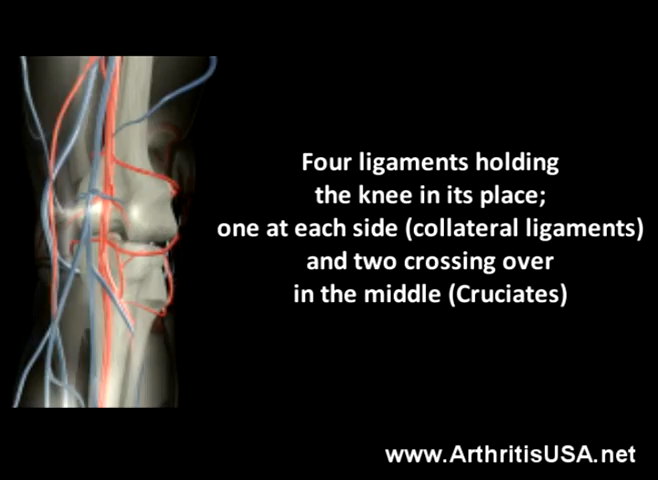 Four ligaments holding
the knee in its place;
one at each side (collateral ligaments)
and two crossing over
in the middle (Cruciates)
www.ArthritisUSA.net